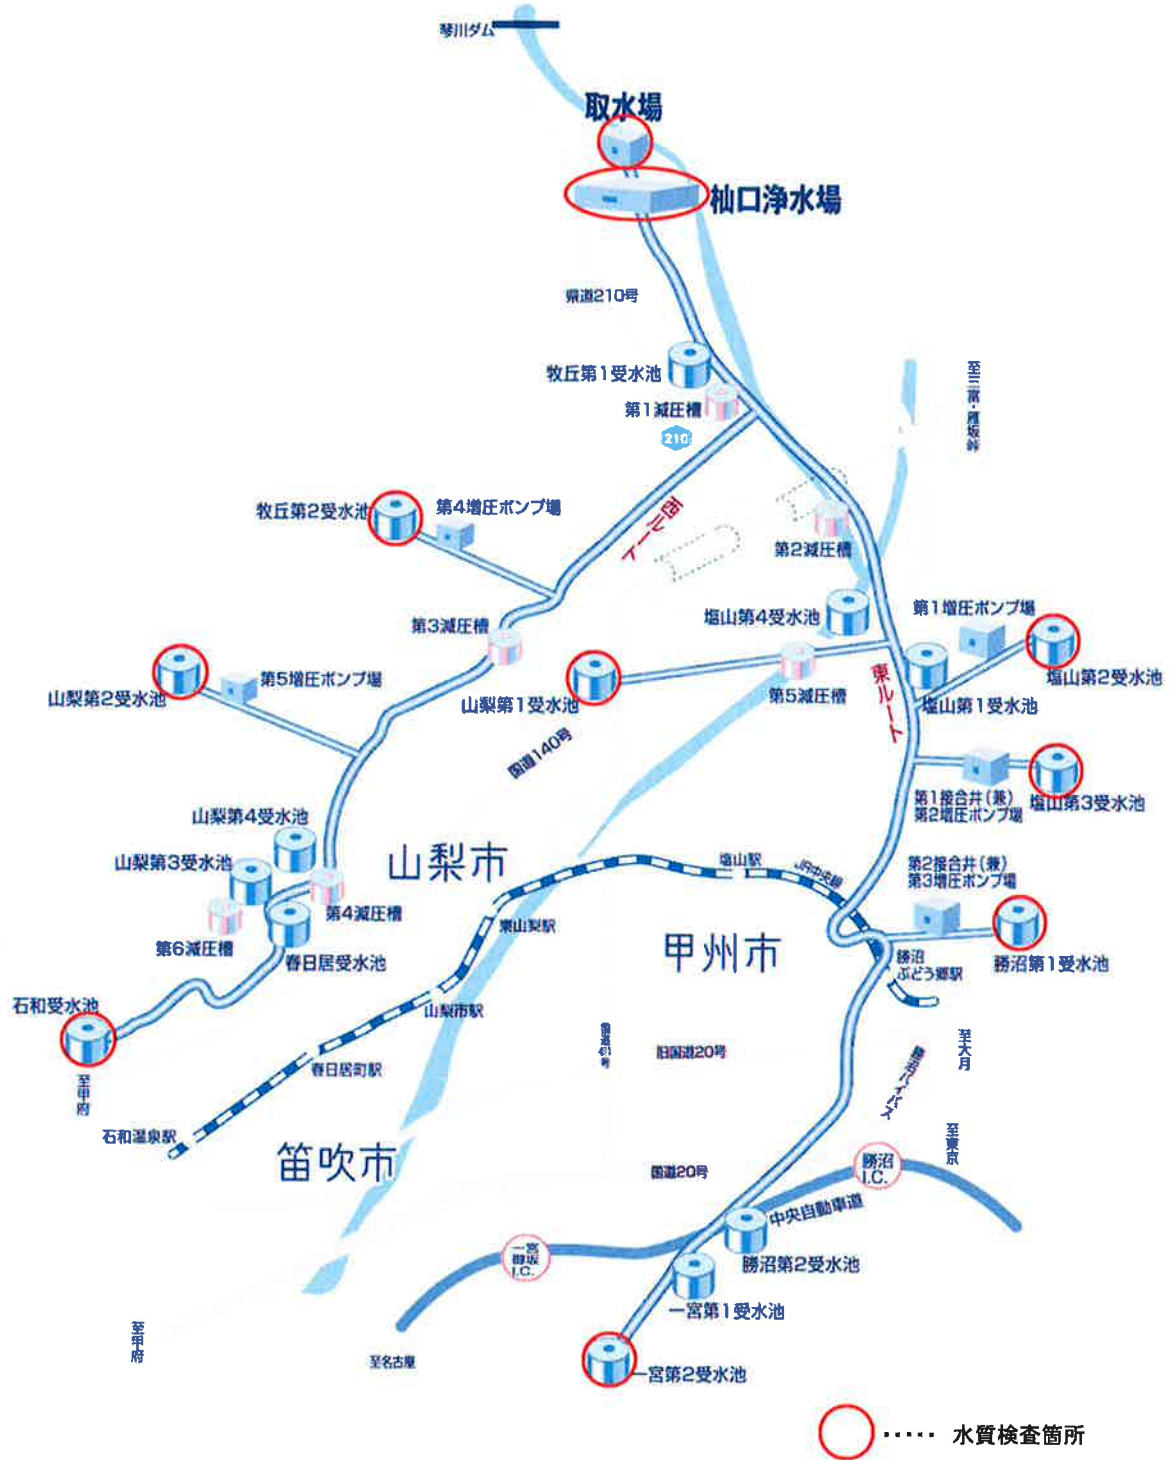 琴川ダム
取水場
杣口浄水場
県道210号
牧丘第1受水池
第1減圧槽
210
至三富・雁坂峠
西ルート
牧丘第2受水池
第4増圧ポンプ場
第2減圧槽
塩山第4受水池
第1増圧ポンプ場
第3減圧槽
塩山第2受水池
第5増圧ポンプ場
山梨第2受水池
山梨第1受水池
第5減圧槽
東ルート
塩山第1受水池
国道140号
第1接合井(兼)
第2増圧ポンプ場
塩山第3受水池
山梨第4受水池
山梨第3受水池
山梨市
塩山駅
JR中央線
第2接合井(兼)
第3増圧ポンプ場
第4減圧槽
第6減圧槽
春日居受水池
東山梨駅
甲州市
勝沼
ぶどう郷駅
勝沼第1受水池
石和受水池
山梨市駅
至甲府
春日居町駅
旧国道20号
至大月
勝沼バイパス
石和温泉駅
笛吹市
至東京
国道20号
勝沼
I.C.
中央自動車道
一宮
御坂
I.C.
勝沼第2受水池
一宮第1受水池
至甲府
至名古屋
一宮第2受水池
水質検査箇所